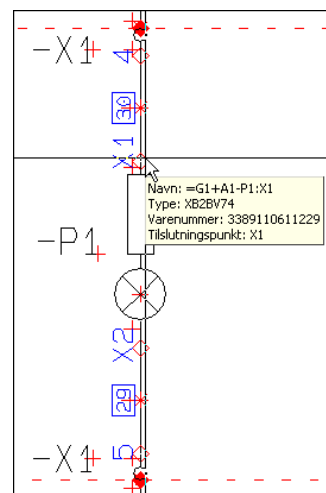 -X1
4
30
X1
Navn: =G1+A1-P1:X1
Type: XB2BV74
Varenummer: 3389110611229
Tilslutningspunkt: X1
-P1
X2
29
-X1
5